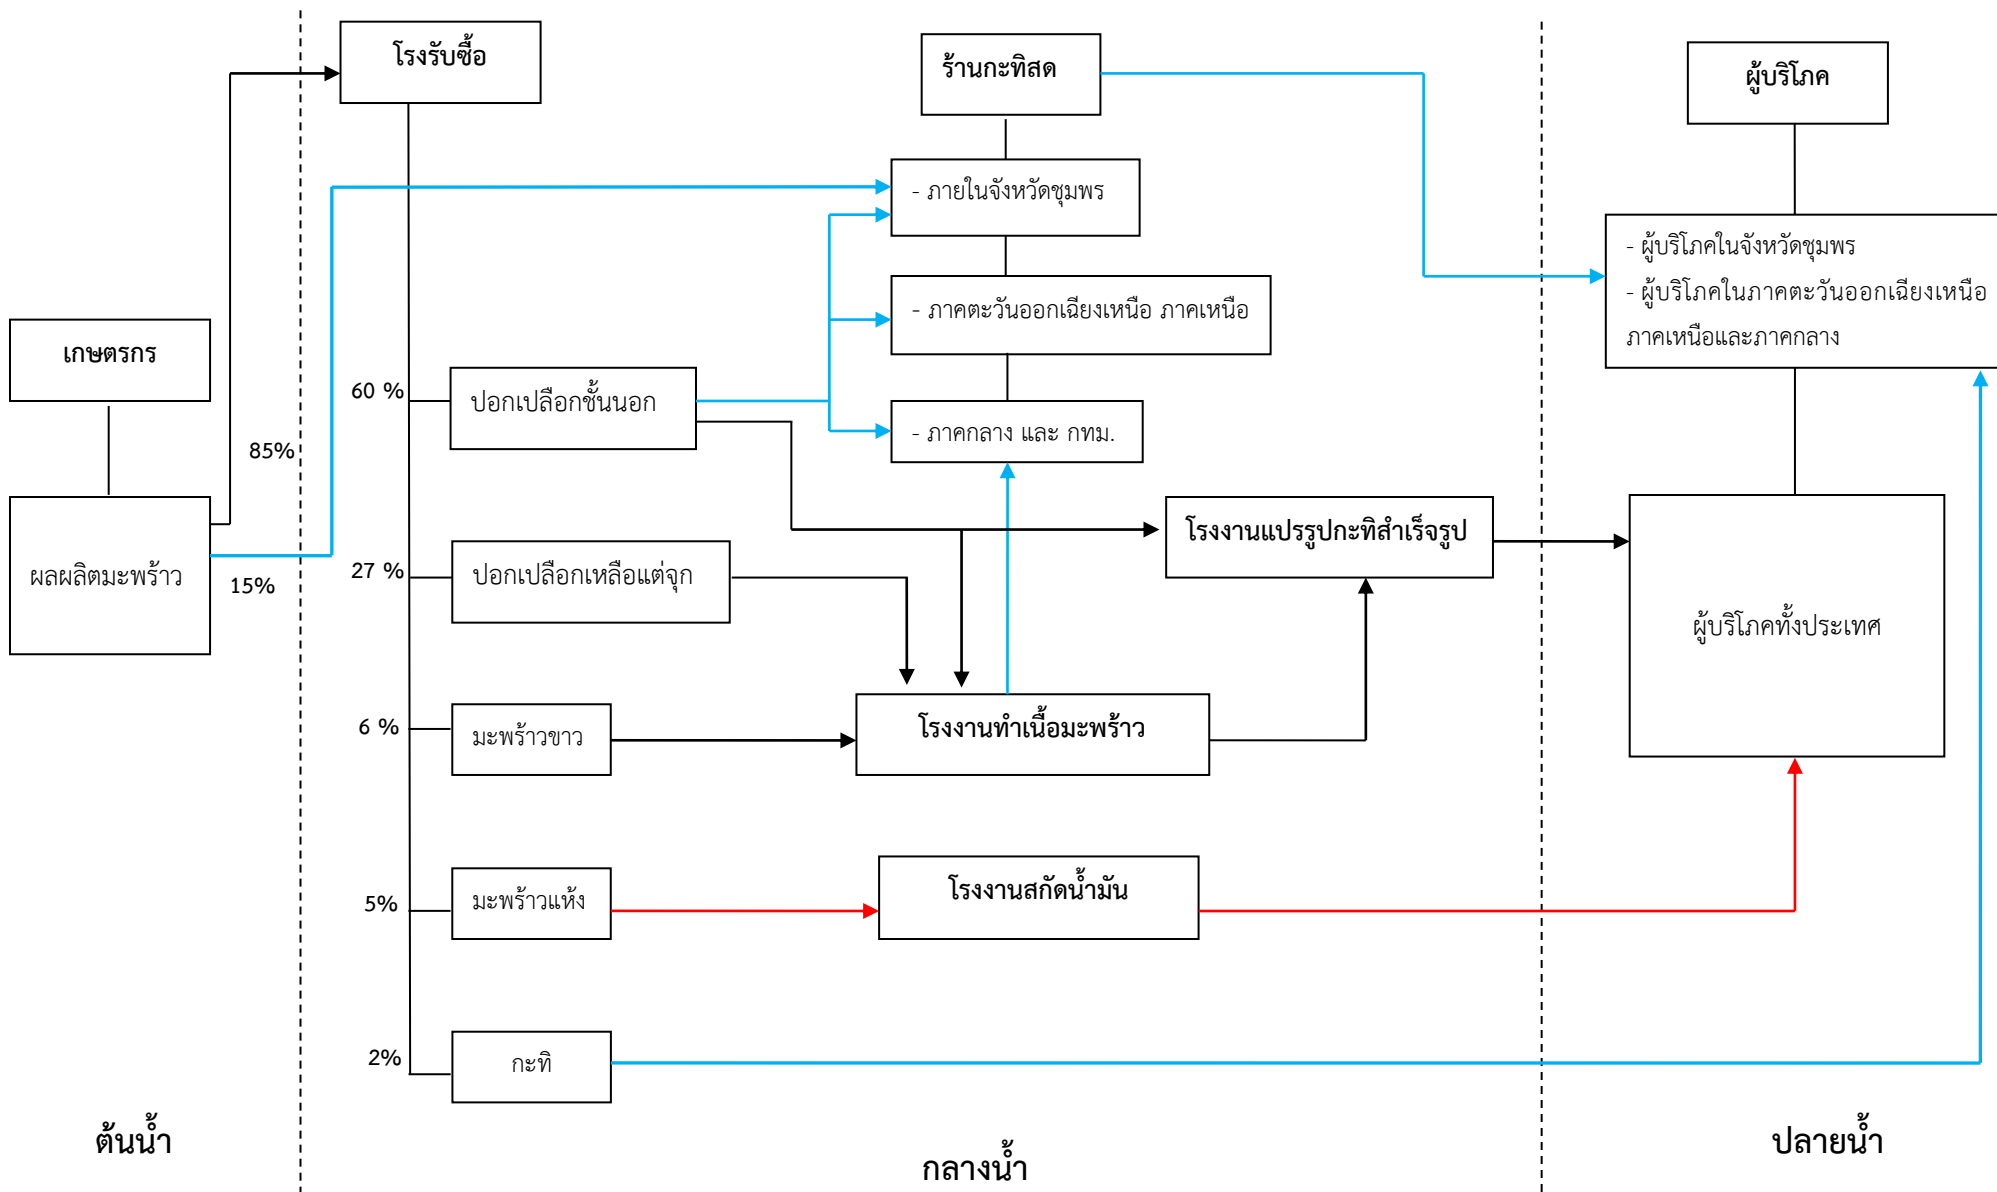 โรงรับซื้อ
ร้านกะทิสด
ผู้บริโภค
- ภายในจังหวัดชุมพร
- ผู้บริโภคในจังหวัดชุมพร
- ผู้บริโภคในภาคตะวันออกเฉียงเหนือ
ภาคเหนือและภาคกลาง
- ภาคตะวันออกเฉียงเหนือ ภาคเหนือ
เกษตรกร
60 %
ปอกเปลือกชั้นนอก
- ภาคกลาง และ กทม.
85%
โรงงานแปรรูปกะทิสำเร็จรูป
ผลผลิตมะพร้าว
15%
27 %
ปอกเปลือกเหลือแต่จุก
ผู้บริโภคทั้งประเทศ
6 %
มะพร้าวขาว
โรงงานทำเนื้อมะพร้าว
5%
มะพร้าวแห้ง
โรงงานสกัดน้ำมัน
2%
กะทิ
ต้นน้ำ
กลางน้ำ
ปลายน้ำ